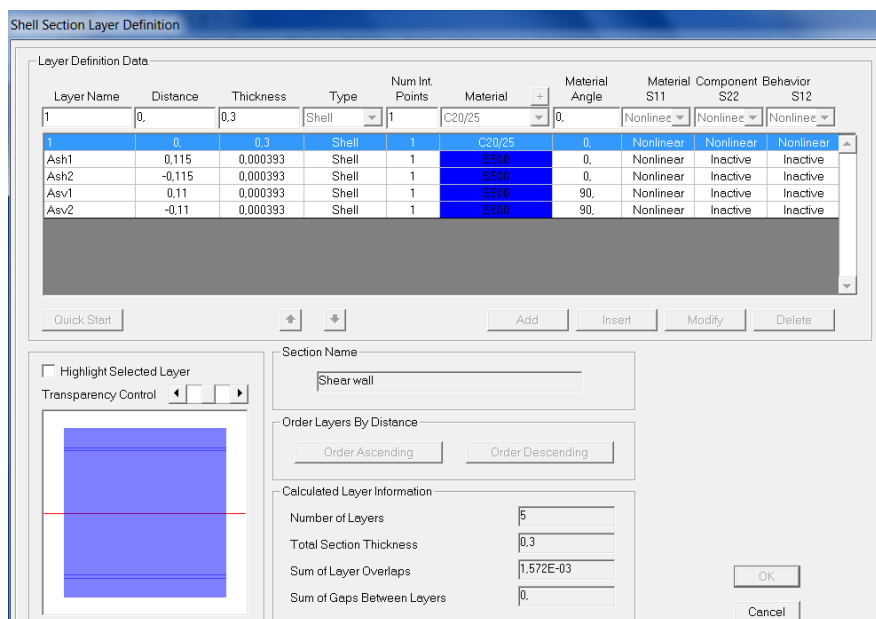 Shell Section Layer Definition
Layer Definition Data
Num Int. Material Material Component Behavior
Layer Name Distance Thickness Type Points Material + Angle S11 S22 S12
1 0, 0,3 Shell 1 C20/25 0, Nonlinee Nonlinee Nonlinee
1 0, 0,3 Shell 1 C20/25 0, Nonlinear Nonlinear Nonlinear
Ash1 0,115 0,000393 Shell 1 S500 0, Nonlinear Inactive Inactive
Ash2 -0,115 0,000393 Shell 1 S500 0, Nonlinear Inactive Inactive
Asv1 0,11 0,000393 Shell 1 S500 90, Nonlinear Inactive Inactive
Asv2 -0,11 0,000393 Shell 1 S500 90, Nonlinear Inactive Inactive
Quick Start Add Insert Modify Delete
Highlight Selected Layer
Transparency Control
Section Name
Shear wall
Order Layers By Distance
Order Ascending Order Descending
Calculated Layer Information
Number of Layers 5
Total Section Thickness 0,3
Sum of Layer Overlaps 1,572E-03
Sum of Gaps Between Layers 0,
OK
Cancel